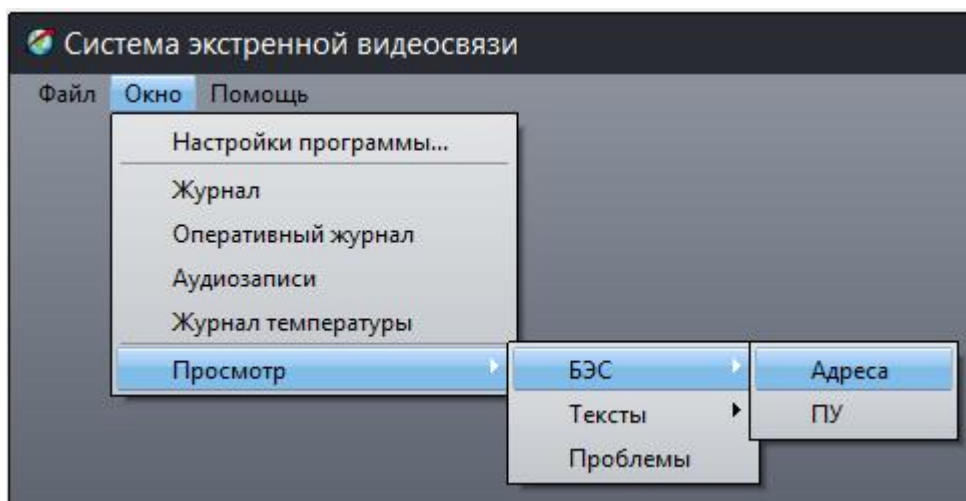 Система экстренной видеосвязи
Файл Окно Помощь
Настройки программы...
Журнал
Оперативный журнал
Аудиозаписи
Журнал температуры
Просмотр БЭС Адреса
Тексты ПУ
Проблемы